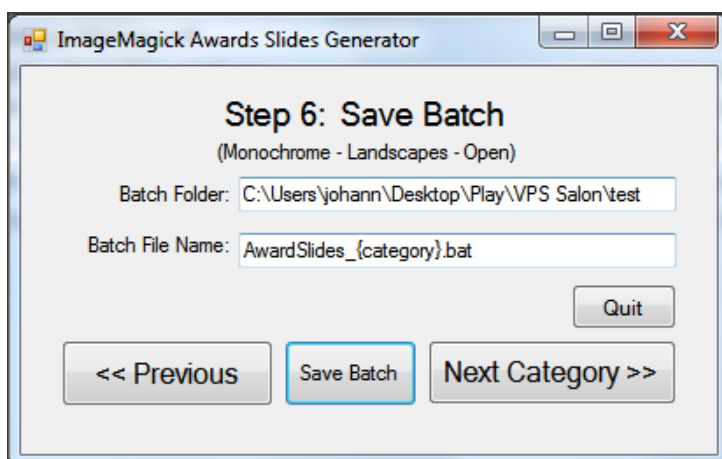 ImageMagick Awards Slides Generator
Step 6: Save Batch
(Monochrome - Landscapes - Open)
Batch Folder: C:\Users\johann\Desktop\Play\VPS Salon\test
Batch File Name: AwardSlides_{category}.bat
Quit
<< Previous Save Batch Next Category >>